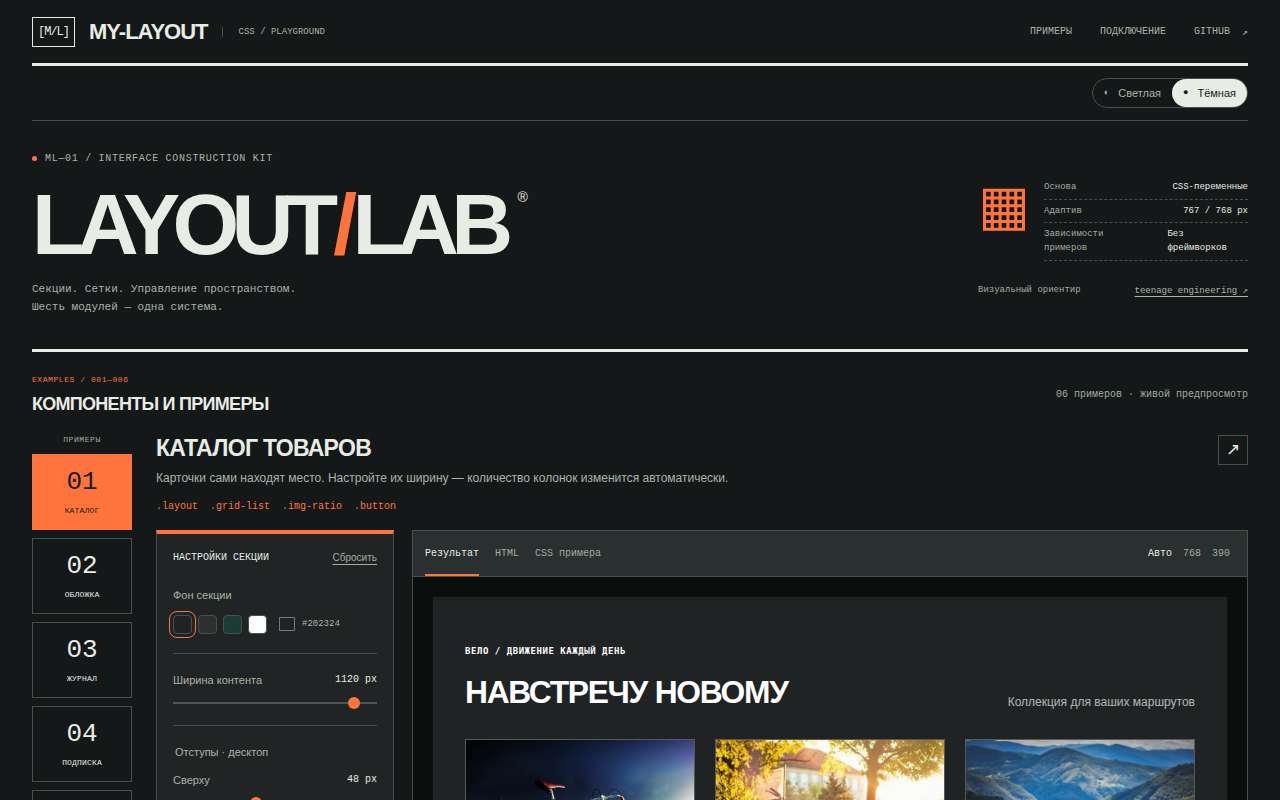 [M/L] MY-LAYOUT CSS / PLAYGROUND ПРИМЕРЫ ПОДКЛЮЧЕНИЕ GITHUB ↗
Светлая Тёмная
ML—01 / INTERFACE CONSTRUCTION KIT
LAYOUT/LAB ®
Основа CSS-переменные
Адаптив 767 / 768 px
Зависимости примеров Без фреймворков
Секции. Сетки. Управление пространством.
Шесть модулей — одна система.
Визуальный ориентир teenage engineering ↗
EXAMPLES / 001—006
КОМПОНЕНТЫ И ПРИМЕРЫ
06 примеров · живой предпросмотр
ПРИМЕРЫ
01
КАТАЛОГ
02
ОБЛОЖКА
03
ЖУРНАЛ
04
ПОДПИСКА
КАТАЛОГ ТОВАРОВ
↗
Карточки сами находят место. Настройте их ширину — количество колонок изменится автоматически.
.layout .grid-list .img-ratio .button
НАСТРОЙКИ СЕКЦИИ Сбросить
Фон секции
#202324
Ширина контента 1120 px
Отступы · десктоп
Сверху 48 px
Результат HTML CSS примера Авто 768 390
ВЕЛО / ДВИЖЕНИЕ КАЖДЫЙ ДЕНЬ
НАВСТРЕЧУ НОВОМУ
Коллекция для ваших маршрутов